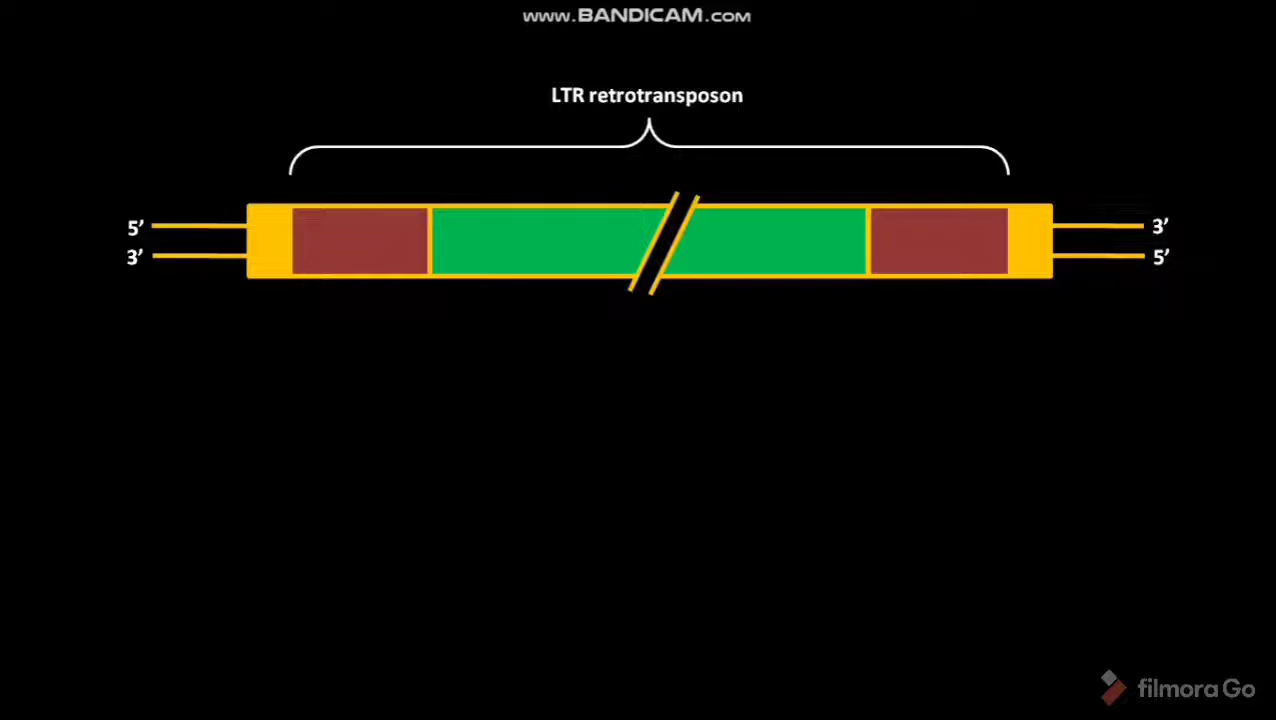 www.BANDICAM.com
LTR retrotransposon
5’ 3’
3’ 5’
filmora Go